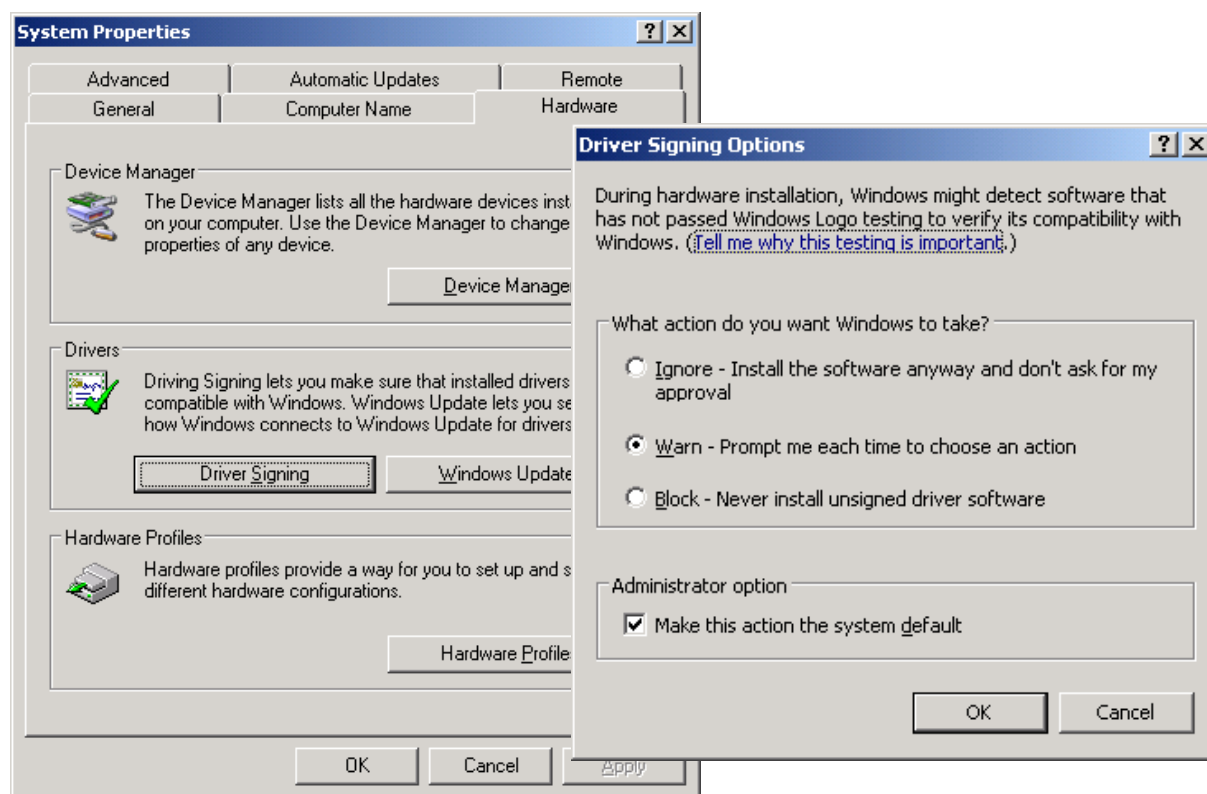 System Properties
Advanced
Automatic Updates
Remote
General
Computer Name
Hardware
Device Manager
The Device Manager lists all the hardware devices inst
on your computer. Use the Device Manager to change
properties of any device.
Device Manage
Drivers
Driving Signing lets you make sure that installed drivers
compatible with Windows. Windows Update lets you se
how Windows connects to Windows Update for drivers
Driver Signing
Windows Update
Hardware Profiles
Hardware profiles provide a way for you to set up and s
different hardware configurations.
Hardware Profile
OK
Cancel
Apply
Driver Signing Options
During hardware installation, Windows might detect software that
has not passed Windows Logo testing to verify its compatibility with
Windows. (Tell me why this testing is important.)
What action do you want Windows to take?
Ignore - Install the software anyway and don't ask for my
approval
Warn - Prompt me each time to choose an action
Block - Never install unsigned driver software
Administrator option
Make this action the system default
OK
Cancel